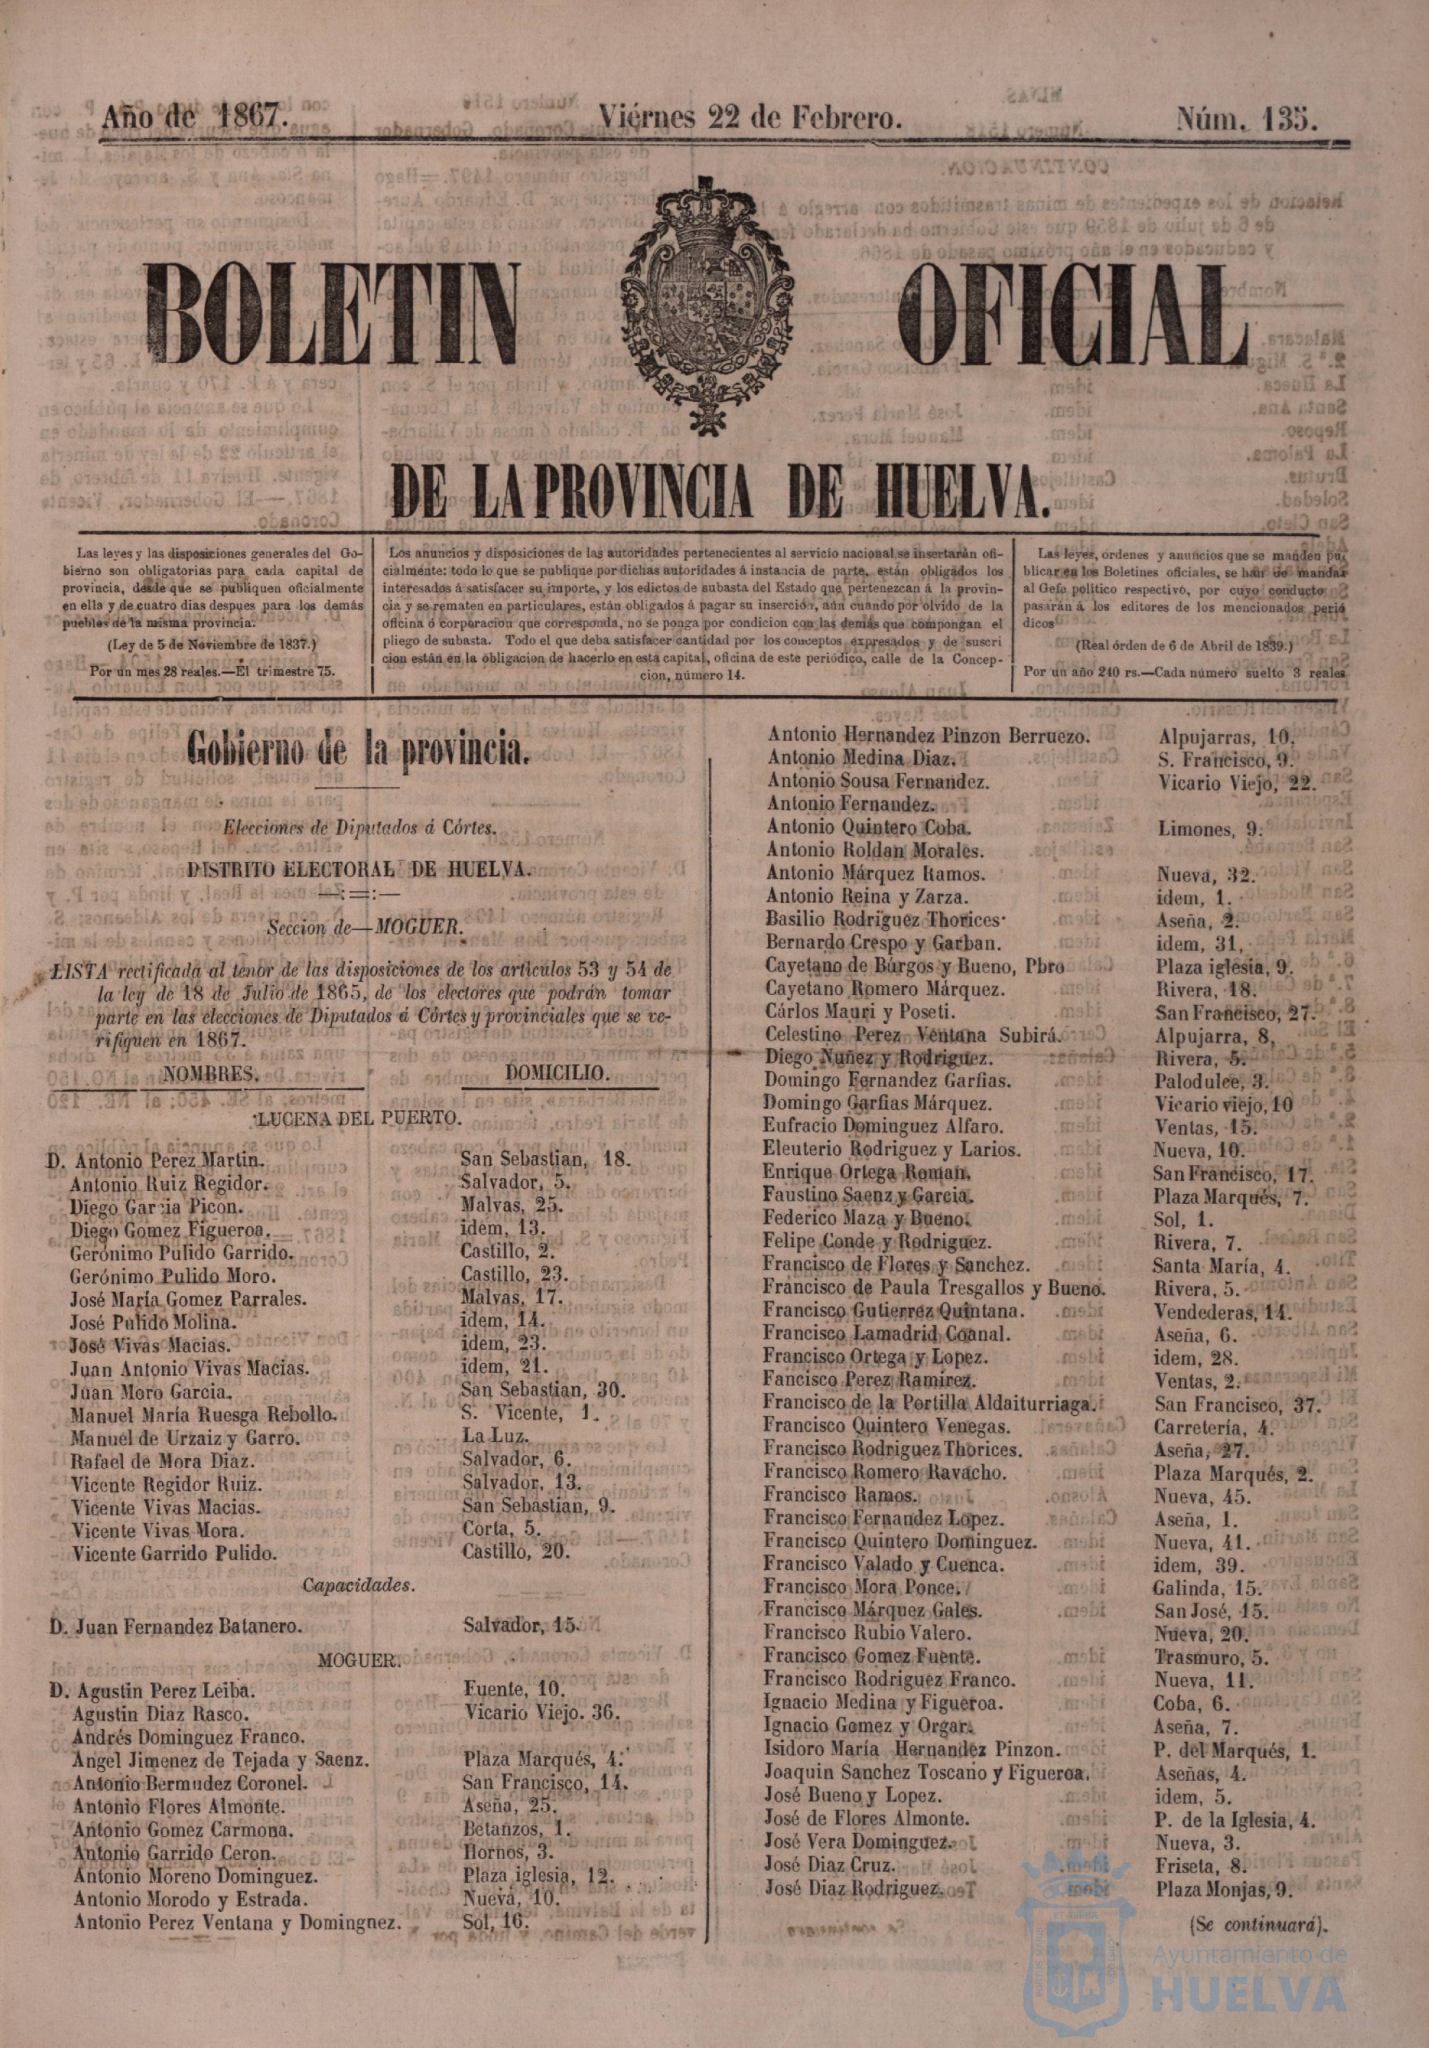 Año de 1867.
Viérnes 22 de Febrero.
Núm. 135.
BOLETIN OFICIAL
DE LA PROVINCIA DE HUELVA.
Las leyes y las disposiciones generales del Go-
bierno son obligatorias para cada capital de
provincia, desde que se publiquen oficialmente
en ella y de cuatro dias despues para los demás
pueblos de la misma provincia.
(Ley de 5 de Noviembre de 1837.)
Por un mes 28 reales.—El trimestre 75.
Los anuncios y disposiciones de las autoridades pertenecientes al servicio nacional se insertarán ofi-
cialmente: todo lo que se publique por dichas autoridades á instancia de parte, están obligados los
interesados á satisfacer su importe, y los edictos de subasta del Estado que pertenezcan á la provin-
cia y se rematen en particulares, están obligados á pagar su inserción, aún cuando por olvido de la
oficina ó corporacion que corresponda, no se ponga por condicion con las demás que compongan el
pliego de subasta. Todo el que deba satisfacer cantidad por los conceptos expresados y de suscri
cion están en la obligacion de hacerlo en esta capital, oficina de este periódico, calle de la Concep-
cion, número 14.
Las leyes, órdenes y anuncios que se manden pu
blicar en los Boletines oficiales, se han de mandar
al Gefe político respectivo, por cuyo conducto
pasarán á los editores de los mencionados perió
dicos
(Real órden de 6 de Abril de 1839.)
Por un año 240 rs.—Cada número suelto 3 reales
Gobierno de la provincia.
Elecciones de Diputados á Córtes.
DISTRITO ELECTORAL DE HUELVA.
Seccion de—MOGUER.
LISTA rectificada al tenor de las disposiciones de los artículos 53 y 54 de
la ley de 18 de Julio de 1865, de los electores que podrán tomar
parte en las elecciones de Diputados á Córtes y provinciales que se ve-
rifiquen en 1867.
NOMBRES. DOMICILIO.
LUCENA DEL PUERTO.
D. Antonio Perez Martin. San Sebastian, 18.
Antonio Ruiz Regidor. Salvador, 5.
Diego Garcia Picon. Malvas, 25.
Diego Gomez Figueroa. idem, 13.
Gerónimo Pulido Garrido. Castillo, 2.
Gerónimo Pulido Moro. Castillo, 23.
José María Gomez Parrales. Malvas, 17.
José Pulido Molina. idem, 14.
José Vivas Macias. idem, 23.
Juan Antonio Vivas Macias. idem, 21.
Juan Moro Garcia. San Sebastian, 30.
Manuel María Ruesga Rebollo. S. Vicente, 1.
Manuel de Urzaiz y Garro. La Luz.
Rafael de Mora Diaz. Salvador, 6.
Vicente Regidor Ruiz. Salvador, 13.
Vicente Vivas Macias. San Sebastian, 9.
Vicente Vivas Mora. Corta, 5.
Vicente Garrido Pulido. Castillo, 20.
Capacidades.
D. Juan Fernandez Batanero. Salvador, 15.
MOGUER.
D. Agustin Perez Leiba. Fuente, 10.
Agustin Diaz Rasco. Vicario Viejo. 36.
Andrés Dominguez Franco.
Angel Jimenez de Tejada y Saenz. Plaza Marqués, 4.
Antonio Bermudez Coronel. San Francisco, 14.
Antonio Flores Almonte. Aseña, 25.
Antonio Gomez Carmona. Betanzos, 1.
Antonio Garrido Ceron. Hornos, 3.
Antonio Moreno Dominguez. Plaza iglesia, 12.
Antonio Morodo y Estrada. Nueva, 10.
Antonio Perez Ventana y Domingnez. Sol, 16.
Antonio Hernandez Pinzon Berruezo. Alpujarras, 10.
Antonio Medina Diaz. S. Francisco, 9.
Antonio Sousa Fernandez. Vicario Viejo, 22.
Antonio Fernandez.
Antonio Quintero Coba. Limones, 9.
Antonio Roldan Morales.
Antonio Márquez Ramos. Nueva, 32.
Antonio Reina y Zarza. idem, 1.
Basilio Rodriguez Thorices. Aseña, 2.
Bernardo Crespo y Garban. idem, 31,
Cayetano de Búrgos y Bueno, Pbro Plaza iglesia, 9.
Cayetano Romero Márquez. Rivera, 18.
Cárlos Mauri y Poseti. San Francisco, 27.
Celestino Perez Ventana Subirá. Alpujarra, 8,
Diego Nuñez y Rodriguez. Rivera, 5.
Domingo Fernandez Garfias. Palodulce, 3.
Domingo Garfias Márquez. Vicario viejo, 10
Eufracio Dominguez Alfaro. Ventas, 15.
Eleuterio Rodriguez y Larios. Nueva, 10.
Enrique Ortega Roman. San Francisco, 17.
Faustino Saenz y Garcia. Plaza Marqués, 7.
Federico Maza y Bueno. Sol, 1.
Felipe Conde y Rodriguez. Rivera, 7.
Francisco de Flores y Sanchez. Santa María, 4.
Francisco de Paula Tresgallos y Bueno. Rivera, 5.
Francisco Gutierrez Quintana. Vendederas, 14.
Francisco Lamadrid Coanal. Aseña, 6.
Francisco Ortega y Lopez. idem, 28.
Fancisco Perez Ramirez. Ventas, 2.
Francisco de la Portilla Aldaiturriaga. San Francisco, 37.
Francisco Quintero Venegas. Carretería, 4.
Francisco Rodriguez Thorices. Aseña, 27.
Francisco Romero Ravacho. Plaza Marqués, 2.
Francisco Ramos. Nueva, 45.
Francisco Fernandez Lopez. Aseña, 1.
Francisco Quintero Dominguez. Nueva, 41.
Francisco Valado y Cuenca. idem, 39.
Francisco Mora Ponce. Galinda, 15.
Francisco Márquez Gales. San José, 15.
Francisco Rubio Valero. Nueva, 20.
Francisco Gomez Fuente. Trasmuro, 5.
Francisco Rodriguez Franco. Nueva, 11.
Ignacio Medina y Figueroa. Coba, 6.
Ignacio Gomez y Orgar. Aseña, 7.
Isidoro María Hernandez Pinzon. P. del Marqués, 1.
Joaquin Sanchez Toscano y Figueroa. Aseñas, 4.
José Bueno y Lopez. idem, 5.
José de Flores Almonte. P. de la Iglesia, 4.
José Vera Dominguez. Nueva, 3.
José Diaz Cruz. Friseta, 8.
José Diaz Rodriguez. Plaza Monjas, 9.
(Se continuará).
Ayuntamiento de
HUELVA